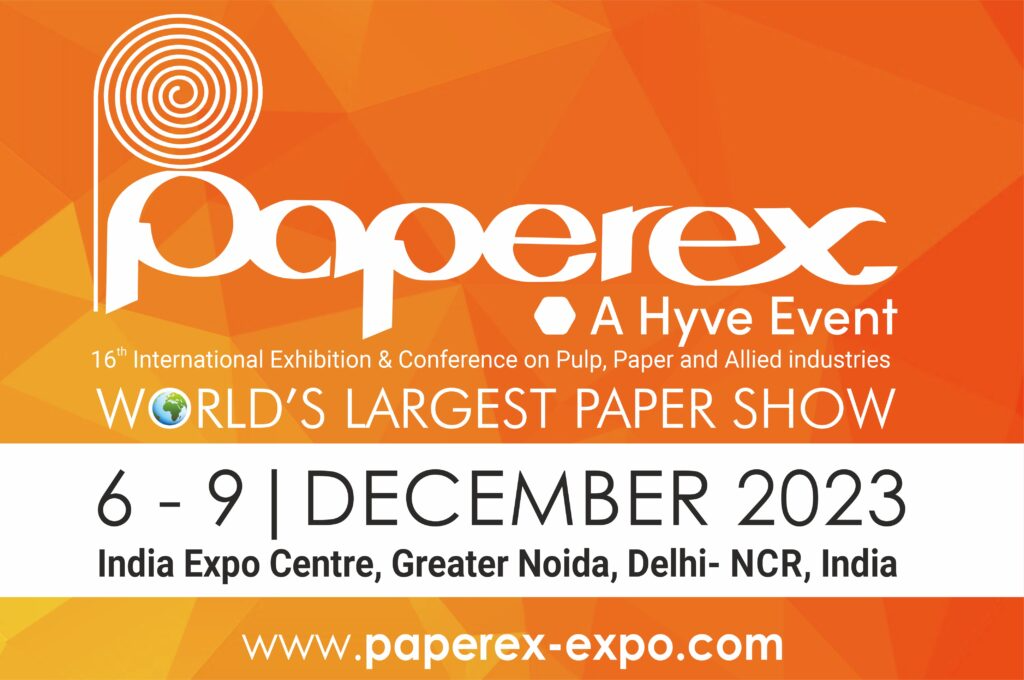 Paperex
A Hyve Event
16th International Exhibition & Conference on Pulp, Paper and Allied industries
WORLD'S LARGEST PAPER SHOW
6 - 9 | DECEMBER 2023
India Expo Centre, Greater Noida, Delhi- NCR, India
www.paperex-expo.com